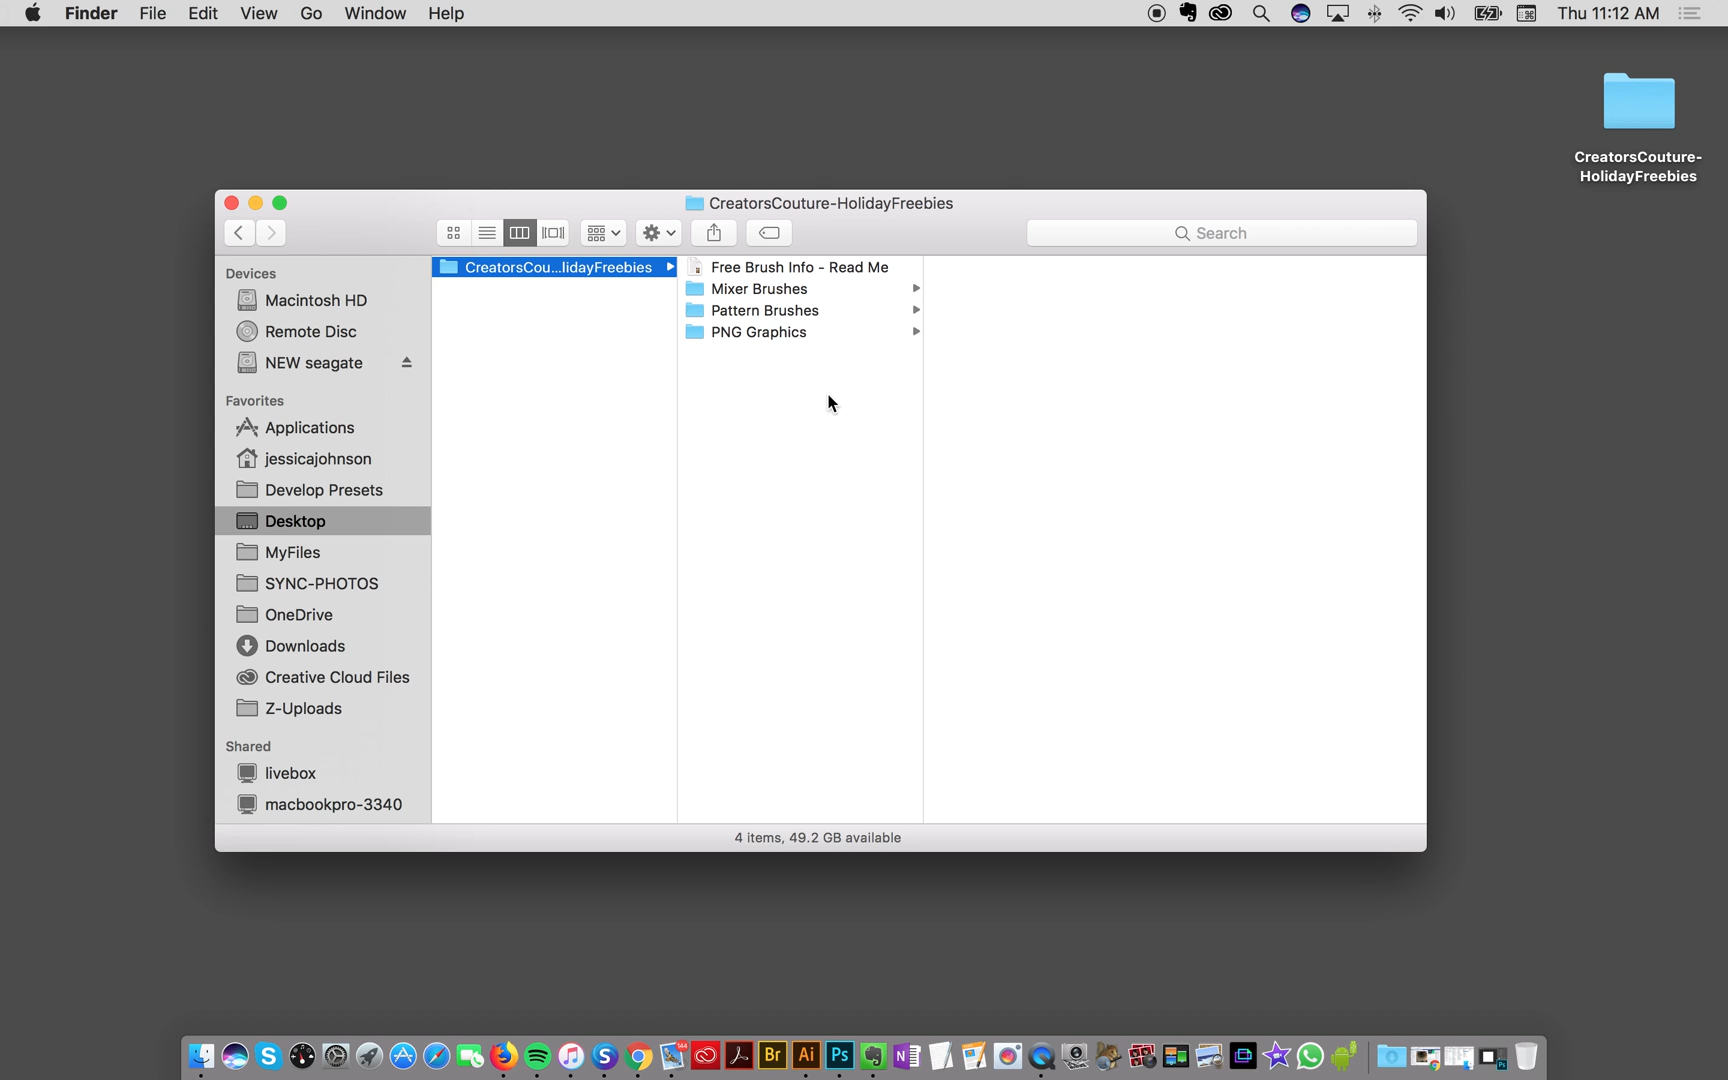 Finder File Edit View Go Window Help Thu 11:12 AM
CreatorsCouture-
HolidayFreebies
CreatorsCouture-HolidayFreebies
Search
Devices
Macintosh HD
Remote Disc
NEW seagate
Favorites
Applications
jessicajohnson
Develop Presets
Desktop
MyFiles
SYNC-PHOTOS
OneDrive
Downloads
Creative Cloud Files
Z-Uploads
Shared
livebox
macbookpro-3340
CreatorsCou...lidayFreebies
Free Brush Info - Read Me
Mixer Brushes
Pattern Brushes
PNG Graphics
4 items, 49.2 GB available
S S 144 Br Ai Ps N